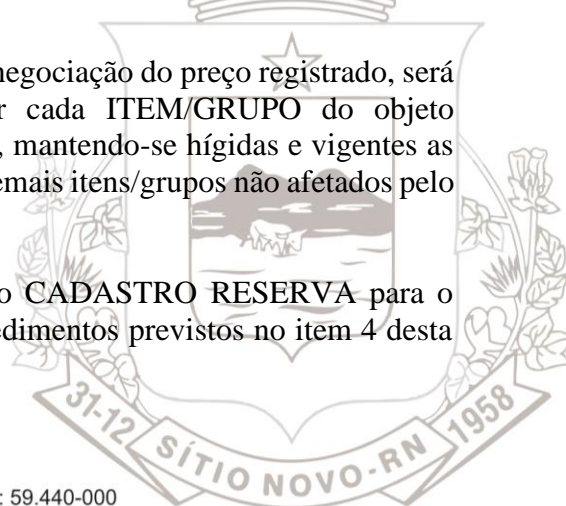 negociação do preço registrado, será
r cada ITEM/GRUPO do objeto
, mantendo-se hígidas e vigentes as
emais itens/grupos não afetados pelo
o CADASTRO RESERVA para o
edimentos previstos no item 4 desta
31-12 SÍTIO NOVO-RN 1958
: 59.440-000